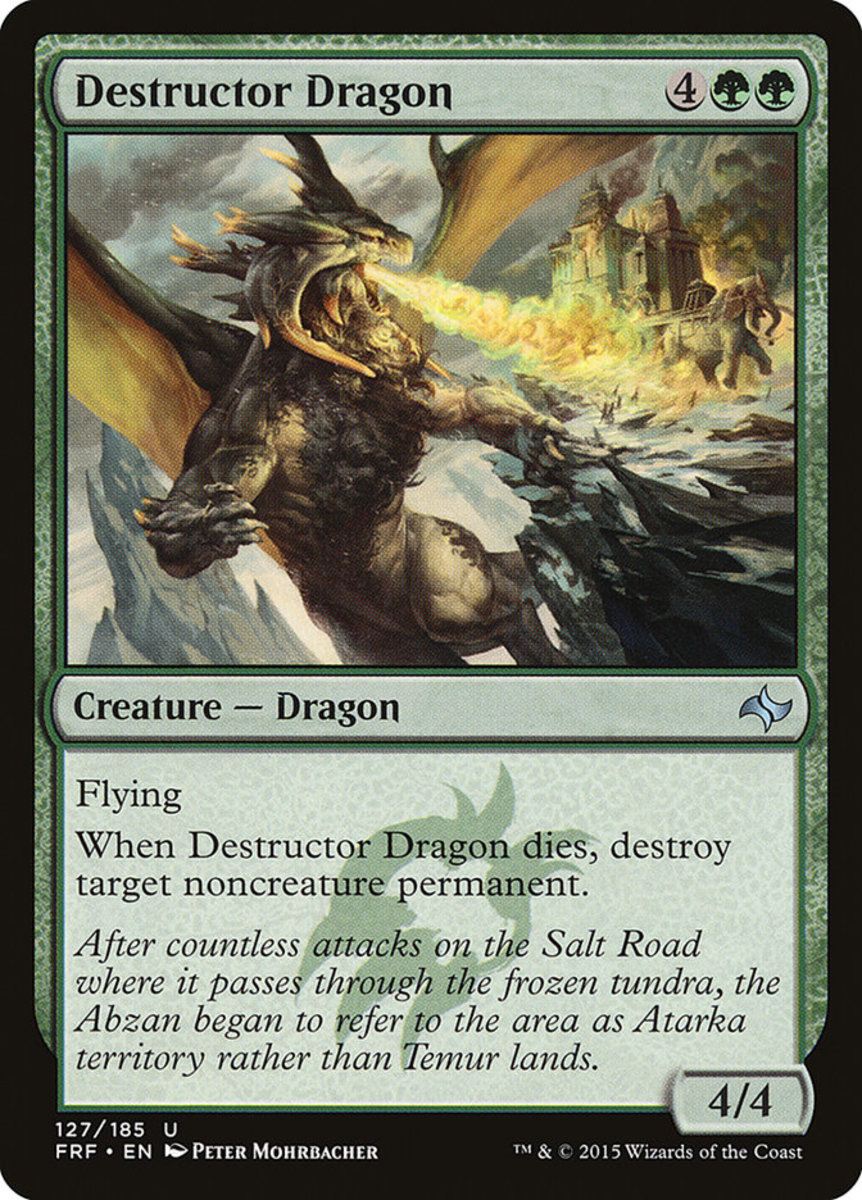 Destructor Dragon 4
Creature — Dragon
Flying
When Destructor Dragon dies, destroy
target noncreature permanent.
After countless attacks on the Salt Road
where it passes through the frozen tundra, the
Abzan began to refer to the area as Atarka
territory rather than Temur lands.
4/4
127/185 U
FRF • EN Peter Mohrbacher
™ & © 2015 Wizards of the Coast